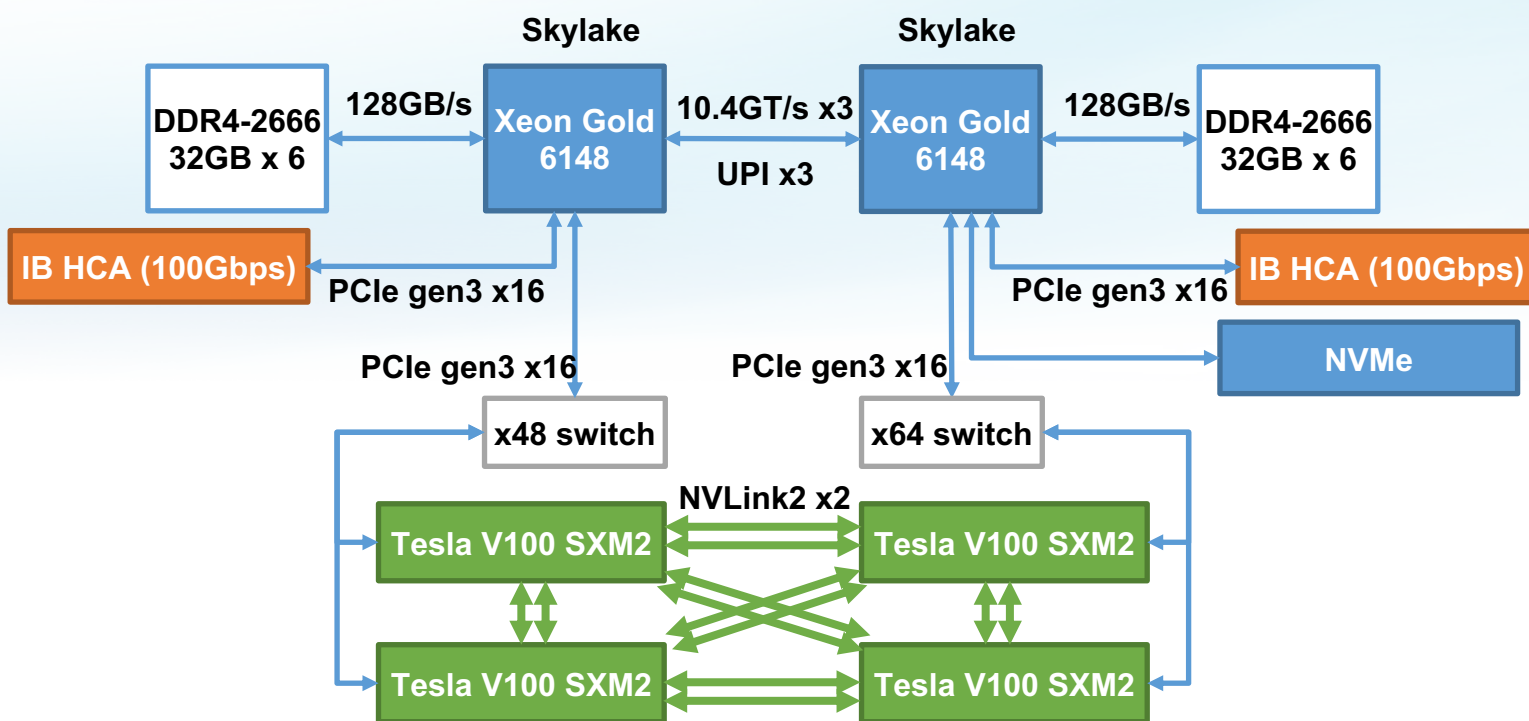 Skylake
Skylake
DDR4-2666
32GB x 6
128GB/s
Xeon Gold
6148
10.4GT/s x3
UPI x3
Xeon Gold
6148
128GB/s
DDR4-2666
32GB x 6
IB HCA (100Gbps)
PCIe gen3 x16
PCIe gen3 x16
IB HCA (100Gbps)
NVMe
PCIe gen3 x16
PCIe gen3 x16
x48 switch
x64 switch
NVLink2 x2
Tesla V100 SXM2
Tesla V100 SXM2
Tesla V100 SXM2
Tesla V100 SXM2